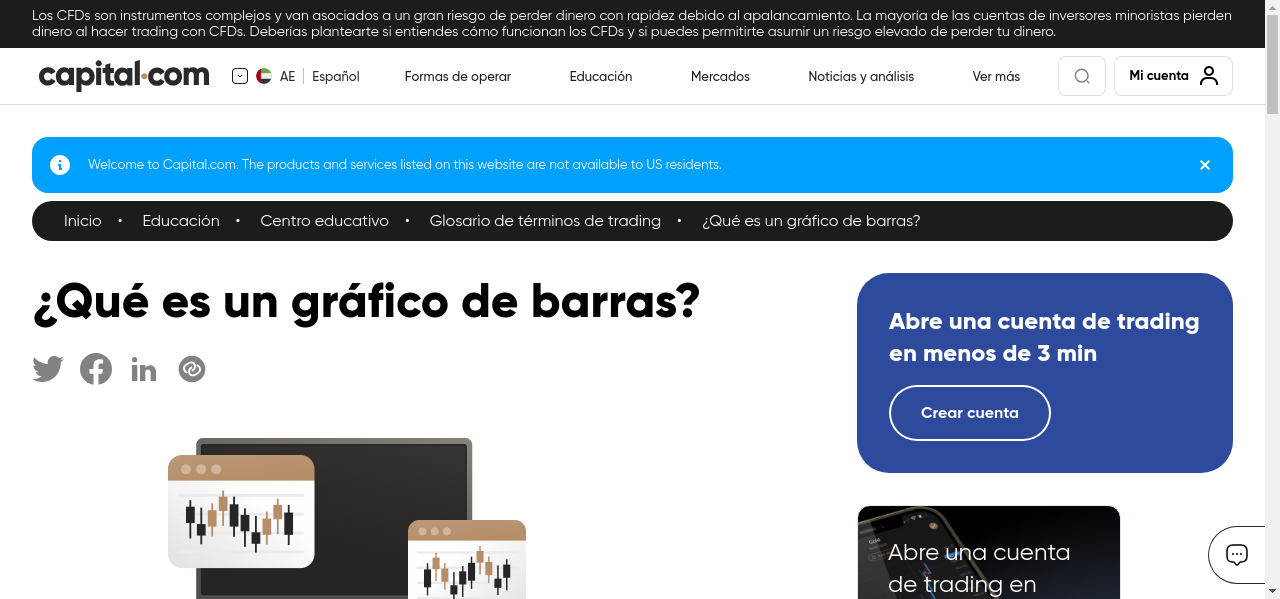 Los CFDs son instrumentos complejos y van asociados a un gran riesgo de perder dinero con rapidez debido al apalancamiento. La mayoría de las cuentas de inversores minoristas pierden
dinero al hacer trading con CFDs. Deberías plantearte si entiendes cómo funcionan los CFDs y si puedes permitirte asumir un riesgo elevado de perder tu dinero.
capital.com
AE
Español
Formas de operar
Educación
Mercados
Noticias y análisis
Ver más
Mi cuenta
Welcome to Capital.com. The products and services listed on this website are not available to US residents.
Inicio • Educación • Centro educativo • Glosario de términos de trading • ¿Qué es un gráfico de barras?
¿Qué es un gráfico de barras?
Abre una cuenta de trading
en menos de 3 min
Crear cuenta
Abre una cuenta
de trading en